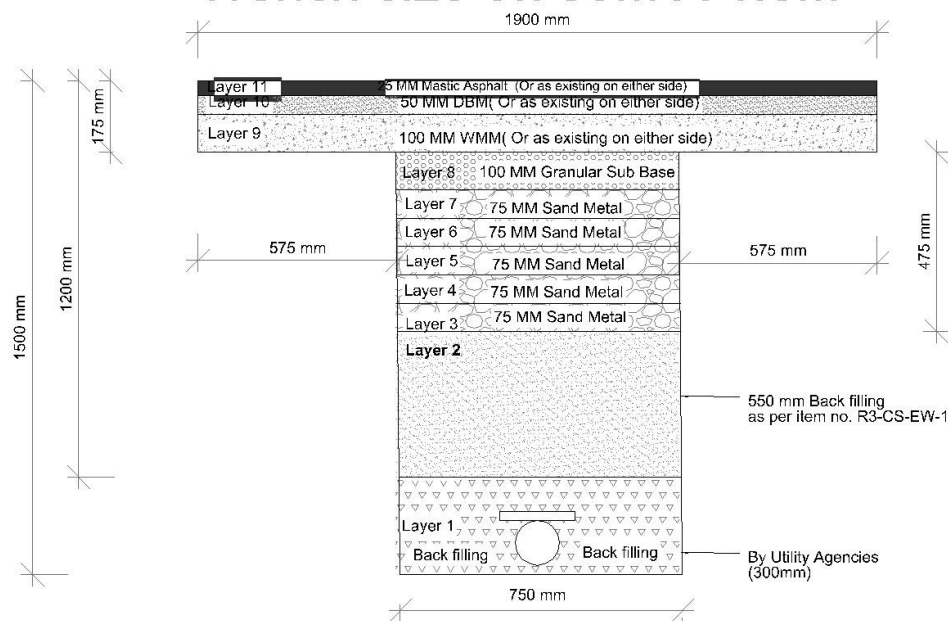 1900 mm
Layer 11
25 MM Mastic Asphalt (Or as existing on either side)
Layer 10
50 MM DBM( Or as existing on either side)
Layer 9
100 MM WMM( Or as existing on either side)
175 mm
Layer 8
100 MM Granular Sub Base
Layer 7
75 MM Sand Metal
Layer 6
75 MM Sand Metal
Layer 5
75 MM Sand Metal
Layer 4
75 MM Sand Metal
Layer 3
75 MM Sand Metal
575 mm
575 mm
475 mm
1200 mm
1500 mm
Layer 2
550 mm Back filling
as per item no. R3-CS-EW-1
Layer 1
Back filling
Back filling
By Utility Agencies
(300mm)
750 mm